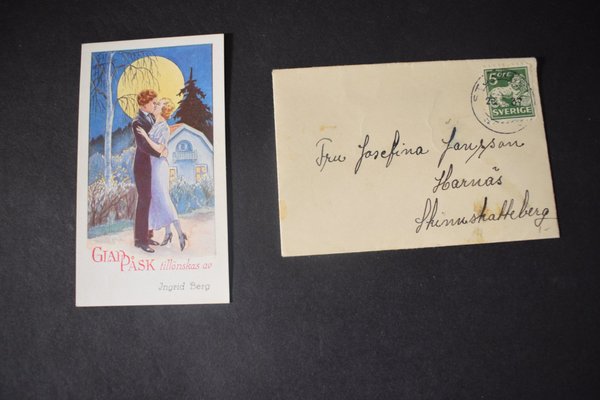 GLAD
PÅSK tillönskas av
Ingrid Berg
5 ÖRE
SVERIGE
Fru Josefina Jansson
Harnäs
Skinnskatteberg